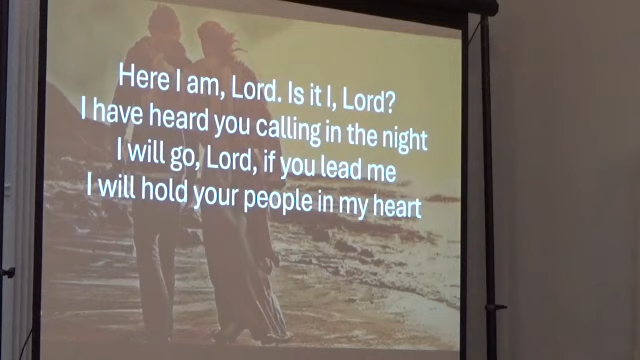 Here I am, Lord. Is it I, Lord?
I have heard you calling in the night
I will go, Lord, if you lead me
I will hold your people in my heart